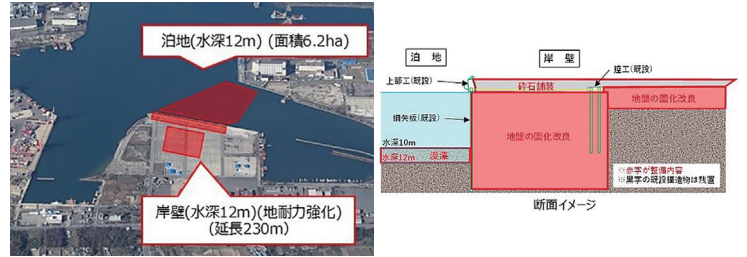 泊地(水深12m) (面積6.2ha)
岸壁(水深12m)(地耐力強化)
(延長230m)
泊 地
岸 壁
上部工(既設)
控工(既設)
砕石舗装
地盤の固化改良
鋼矢板(既設)
地盤の固化改良
水深10m
水深12m
浚渫
※赤字が整備内容
※黒字の既設構造物は残置
断面イメージ